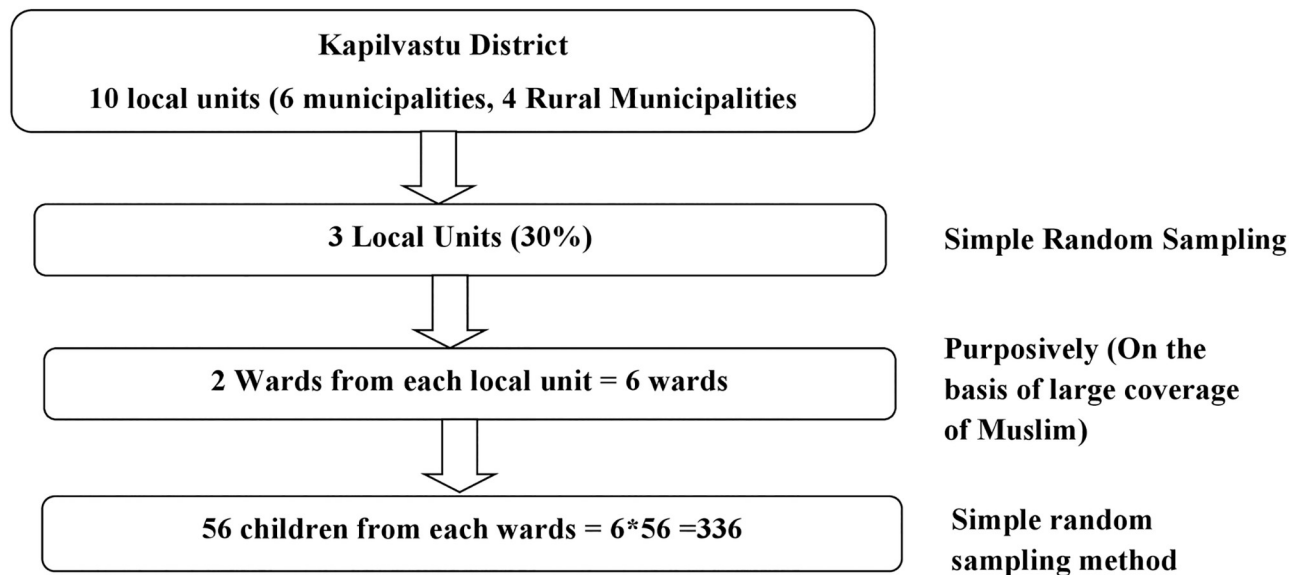 Kapilvastu District
10 local units (6 municipalities, 4 Rural Municipalities
3 Local Units (30%)
Simple Random Sampling
2 Wards from each local unit = 6 wards
Purposively (On the
basis of large coverage
of Muslim)
56 children from each wards = 6*56 =336
Simple random
sampling method